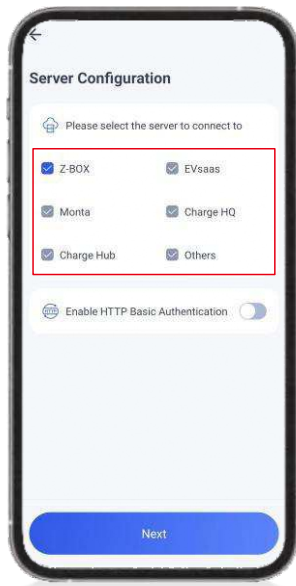 Server Configuration
Please select the server to connect to
Z-BOX
EVsaas
Monta
Charge HQ
Charge Hub
Others
Enable HTTP Basic Authentication
Next